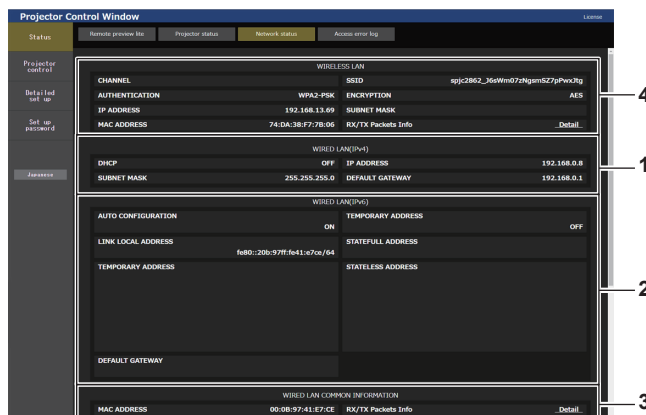 Projector Control Window
License
Status
Remote preview lite
Projector status
Network status
Access error log
Projector
control
Detailed
set up
Set up
password
Japanese
WIRELESS LAN
CHANNEL
SSID spjc2862_J6sWm07zNgsmSZ7pPwxJtg
AUTHENTICATION WPA2-PSK ENCRYPTION AES
IP ADDRESS 192.168.13.69 SUBNET MASK
MAC ADDRESS 74:DA:38:F7:7B:06 RX/TX Packets Info Detail
4
WIRED LAN(IPv4)
DHCP OFF IP ADDRESS 192.168.0.8
SUBNET MASK 255.255.255.0 DEFAULT GATEWAY 192.168.0.1
1
WIRED LAN(IPv6)
AUTO CONFIGURATION TEMPORARY ADDRESS
ON OFF
LINK LOCAL ADDRESS STATEFULL ADDRESS
fe80::20b:97ff:fe41:e7ce/64
TEMPORARY ADDRESS STATELESS ADDRESS
2
DEFAULT GATEWAY
WIRED LAN COMMON INFORMATION
MAC ADDRESS 00:0B:97:41:E7:CE RX/TX Packets Info Detail
3